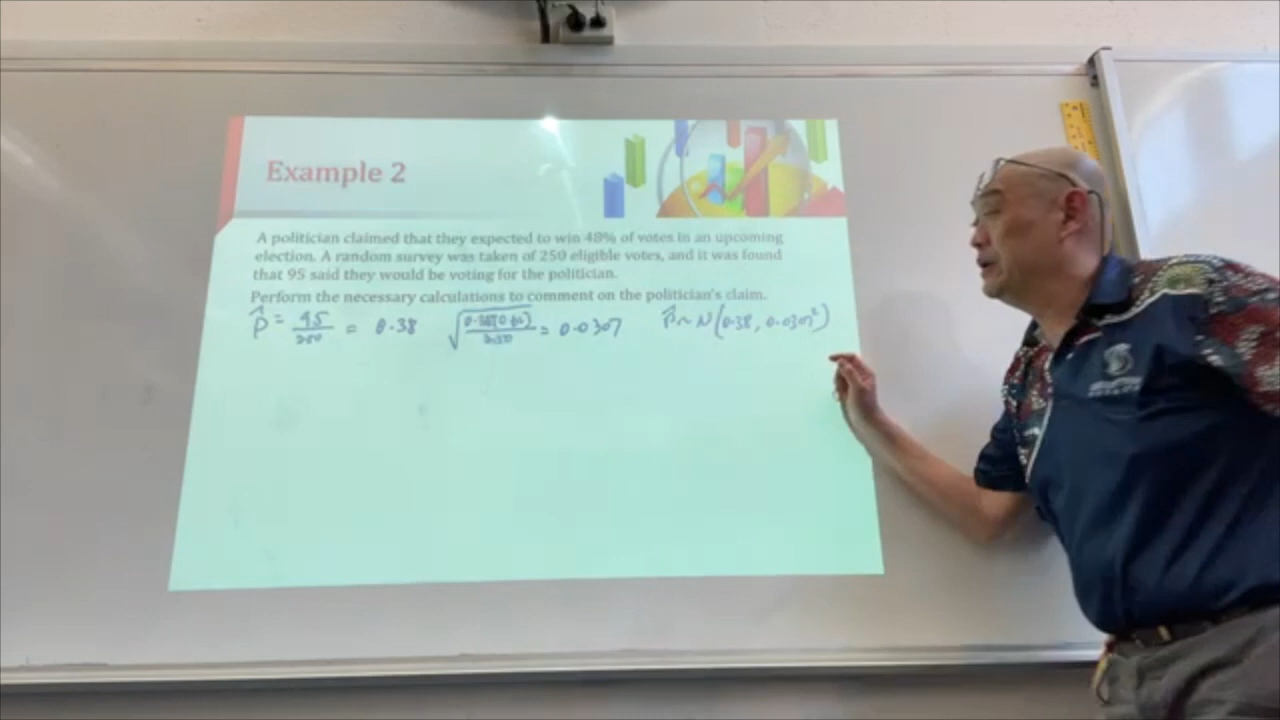 Example 2
A politician claimed that they expected to win 48% of votes in an upcoming
election. A random survey was taken of 250 eligible votes, and it was found
that 95 said they would be voting for the politician.
Perform the necessary calculations to comment on the politician's claim.
p̂ = 95/250 = 0.38 √(0.38(0.62)/250) = 0.0307 p̂ ~ N(0.38, 0.0307²)